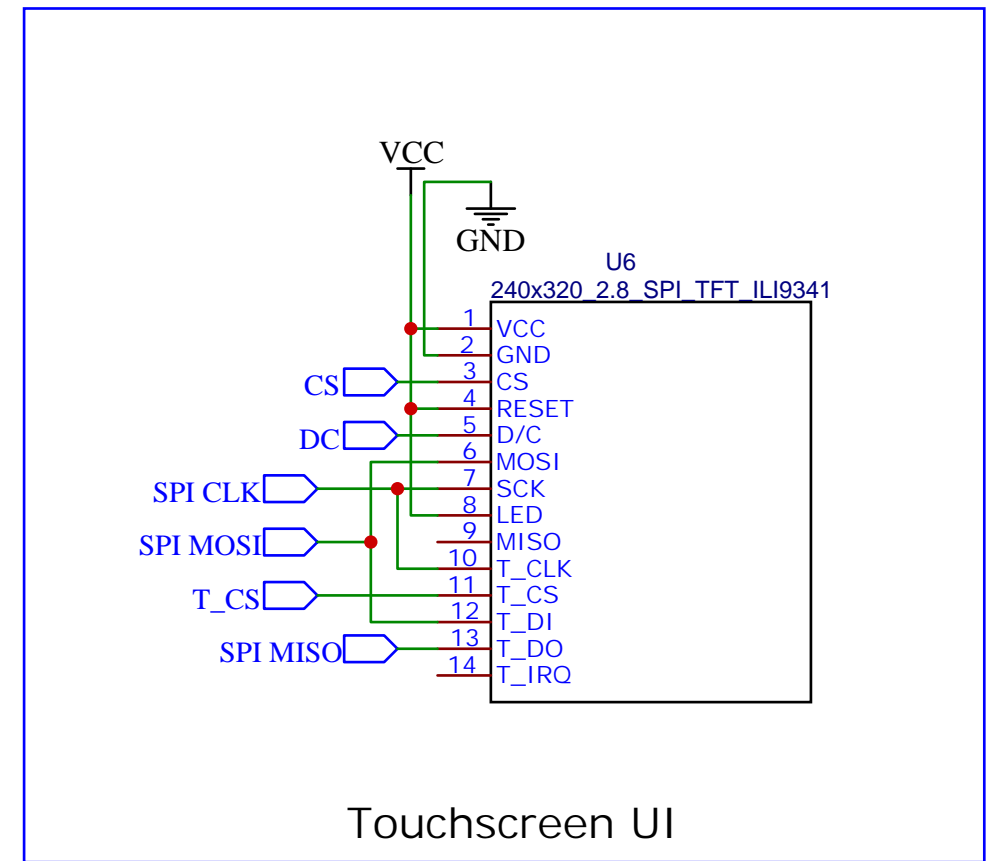 VCC
GND
U6
240x320_2.8_SPI_TFT_ILI9341
1 VCC
2 GND
CS 3 CS
4 RESET
DC 5 D/C
6 MOSI
SPI CLK 7 SCK
8 LED
SPI MOSI 9 MISO
10 T_CLK
T_CS 11 T_CS
12 T_DI
SPI MISO 13 T_DO
14 T_IRQ
Touchscreen UI